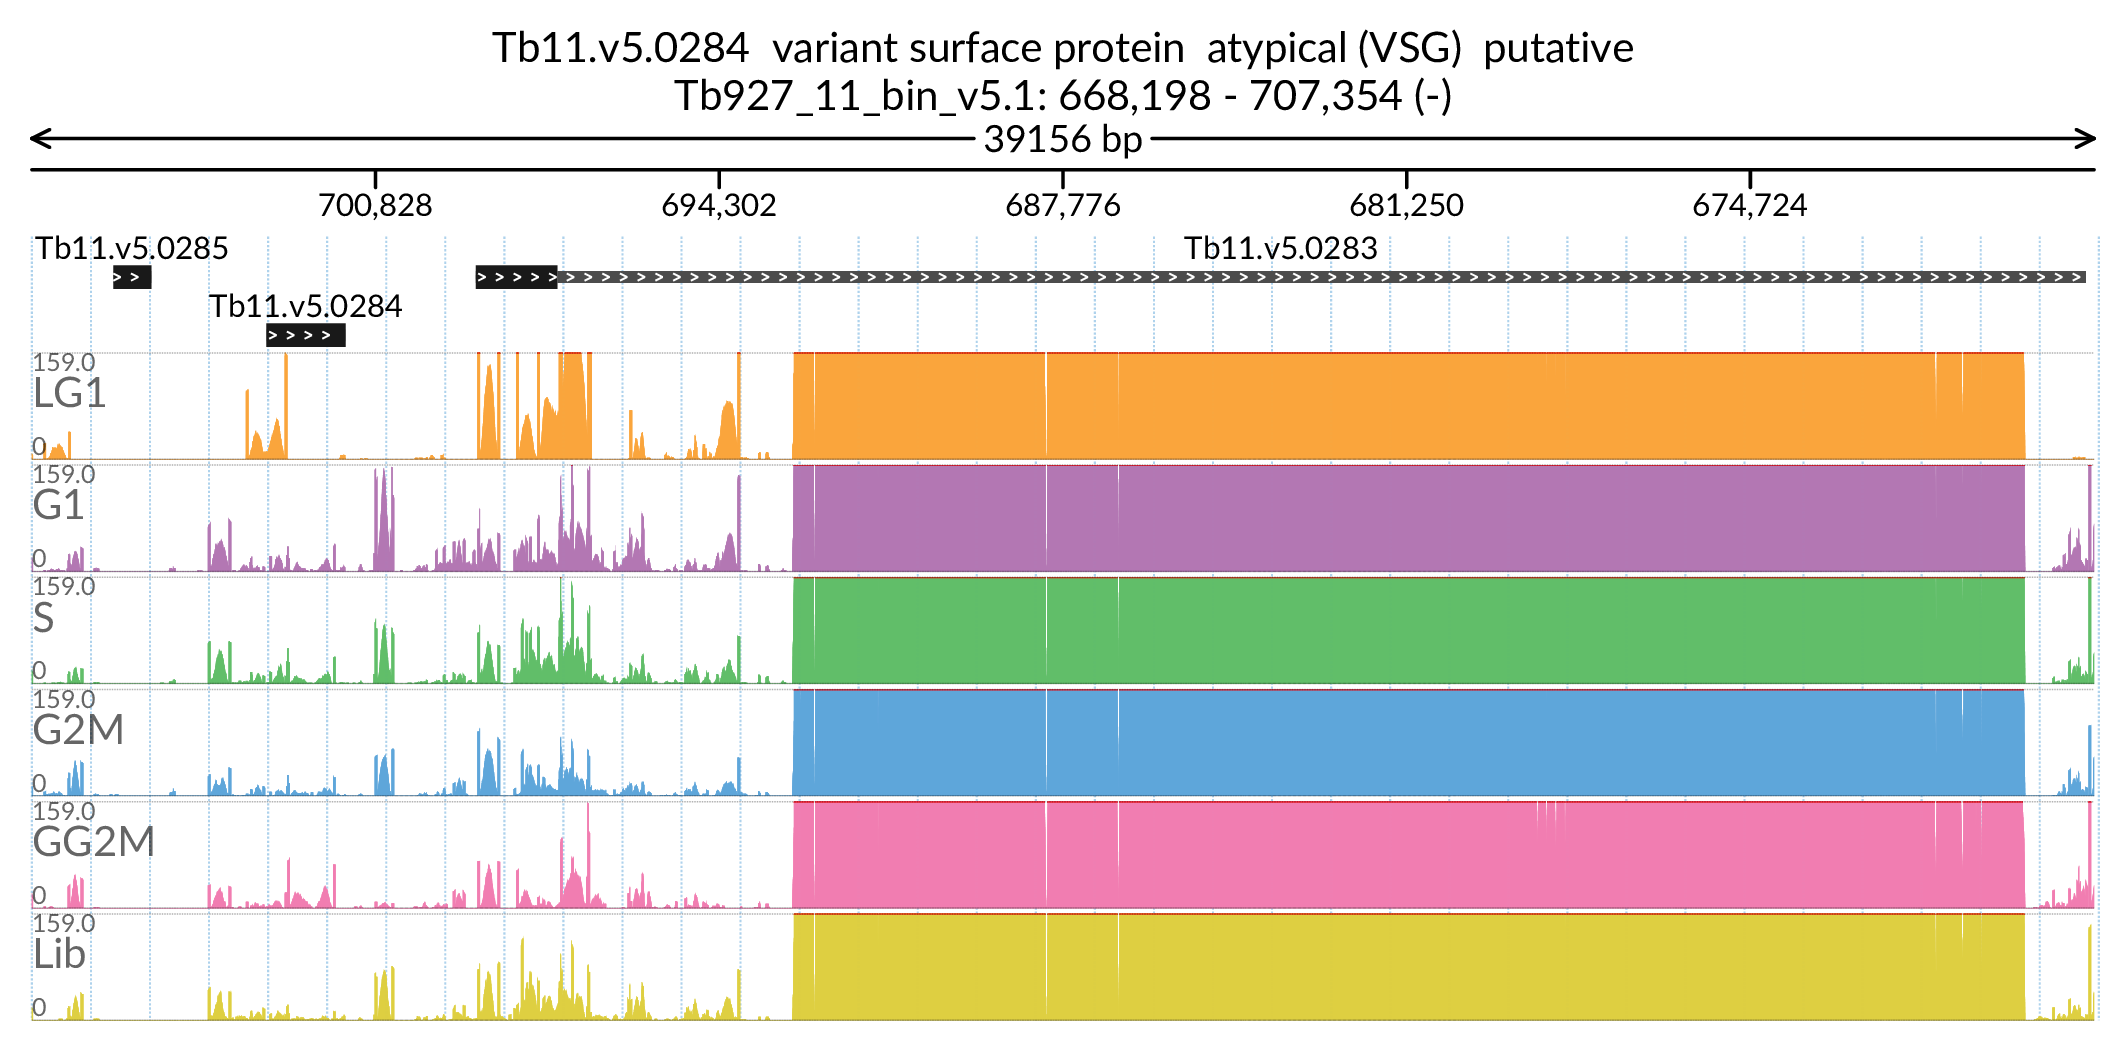 Tb11.v5.0284 variant surface protein atypical (VSG) putative
Tb927_11_bin_v5.1: 668,198 - 707,354 (-)
39156 bp
700,828 694,302 687,776 681,250 674,724
Tb11.v5.0285 Tb11.v5.0283
Tb11.v5.0284
159.0
LG1
0
159.0
G1
0
159.0
S
0
159.0
G2M
0
159.0
GG2M
0
159.0
Lib
0